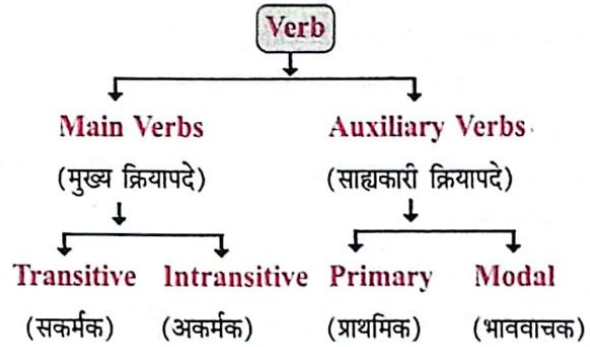 Verb
Main Verbs Auxiliary Verbs
(मुख्य क्रियापदे) (साह्यकारी क्रियापदे)
Transitive Intransitive Primary Modal
(सकर्मक) (अकर्मक) (प्राथमिक) (भाववाचक)